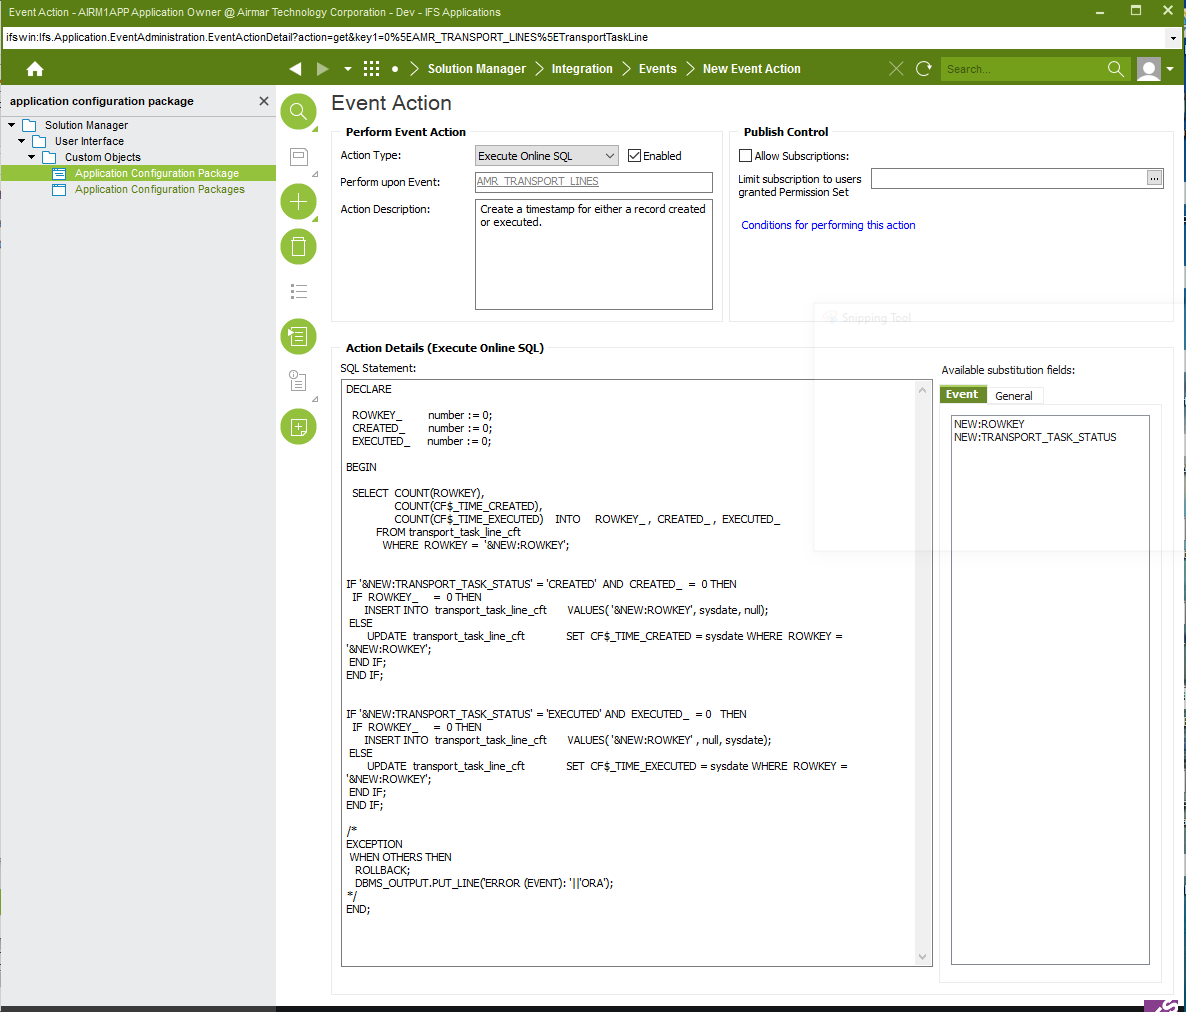 Event Action - AIRM1APP Application Owner @ Airmar Technology Corporation - Dev - IFS Applications
ifswin:Ifs.Application.EventAdministration.EventActionDetail?action=get&key1=0%5EAMR_TRANSPORT_LINES%5ETransportTaskLine
Solution Manager
Integration
Events
New Event Action
Search...
application configuration package
Solution Manager
User Interface
Custom Objects
Application Configuration Package
Application Configuration Packages
Event Action
Perform Event Action
Action Type:
Execute Online SQL
Enabled
Perform upon Event:
AMR_TRANSPORT_LINES
Action Description:
Create a timestamp for either a record created
or executed.
Publish Control
Allow Subscriptions:
Limit subscription to users
granted Permission Set
...
Conditions for performing this action
Snipping Tool
Action Details (Execute Online SQL)
SQL Statement:
DECLARE
ROWKEY_ number := 0;
CREATED_ number := 0;
EXECUTED_ number := 0;
BEGIN
SELECT COUNT(ROWKEY),
COUNT(CF$_TIME_CREATED),
COUNT(CF$_TIME_EXECUTED) INTO ROWKEY_ , CREATED_ , EXECUTED_
FROM transport_task_line_cft
WHERE ROWKEY = '&NEW:ROWKEY';
IF '&NEW:TRANSPORT_TASK_STATUS' = 'CREATED' AND CREATED_ = 0 THEN
IF ROWKEY_ = 0 THEN
INSERT INTO transport_task_line_cft VALUES( '&NEW:ROWKEY', sysdate, null);
ELSE
UPDATE transport_task_line_cft SET CF$_TIME_CREATED = sysdate WHERE ROWKEY =
'&NEW:ROWKEY';
END IF;
END IF;
IF '&NEW:TRANSPORT_TASK_STATUS' = 'EXECUTED' AND EXECUTED_ = 0 THEN
IF ROWKEY_ = 0 THEN
INSERT INTO transport_task_line_cft VALUES( '&NEW:ROWKEY' , null, sysdate);
ELSE
UPDATE transport_task_line_cft SET CF$_TIME_EXECUTED = sysdate WHERE ROWKEY =
'&NEW:ROWKEY';
END IF;
END IF;
/*
EXCEPTION
WHEN OTHERS THEN
ROLLBACK;
DBMS_OUTPUT.PUT_LINE('ERROR (EVENT): '||'ORA');
*/
END;
Available substitution fields:
Event
General
NEW:ROWKEY
NEW:TRANSPORT_TASK_STATUS